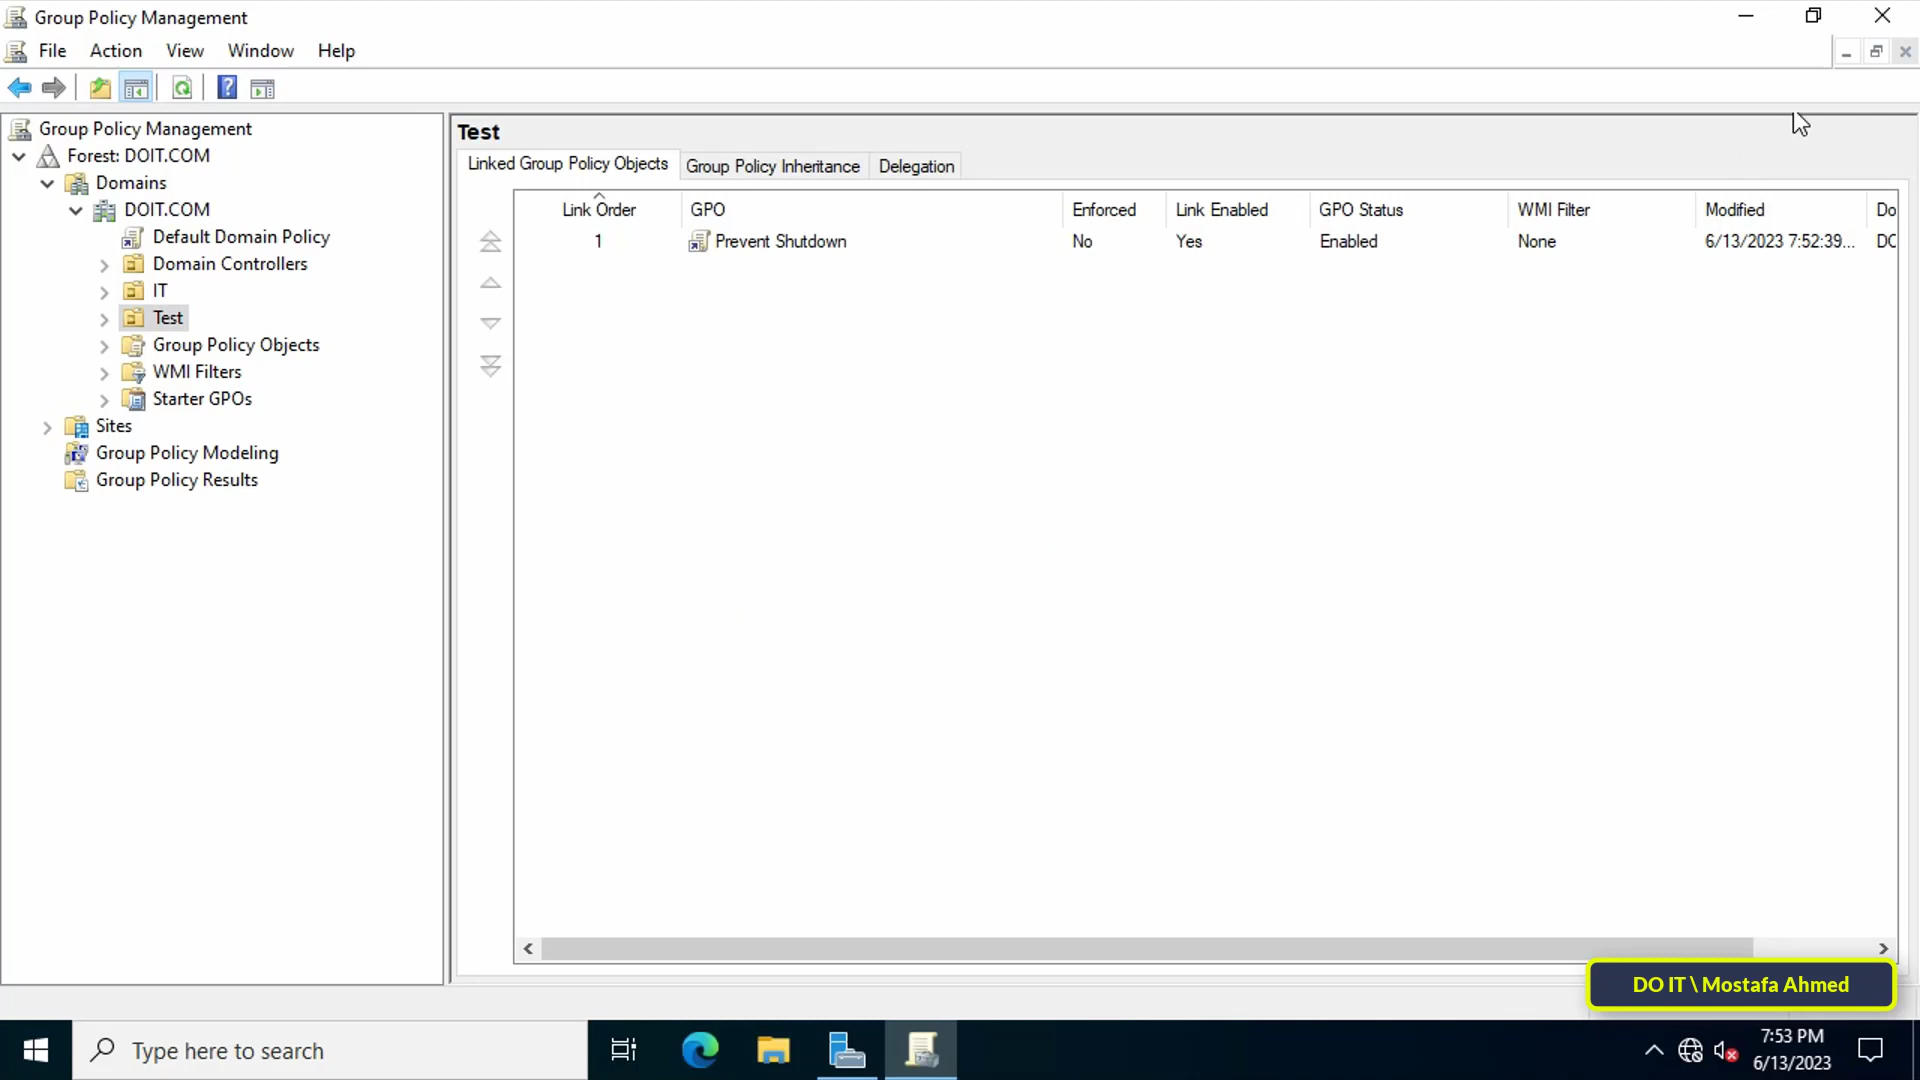 Group Policy Management
File Action View Window Help
Group Policy Management
Forest: DOIT.COM
Domains
DOIT.COM
Default Domain Policy
Domain Controllers
IT
Test
Group Policy Objects
WMI Filters
Starter GPOs
Sites
Group Policy Modeling
Group Policy Results
Test
Linked Group Policy Objects Group Policy Inheritance Delegation
Link Order GPO Enforced Link Enabled GPO Status WMI Filter Modified Do
1 Prevent Shutdown No Yes Enabled None 6/13/2023 7:52:39... DO
DO IT \ Mostafa Ahmed
Type here to search
7:53 PM
6/13/2023